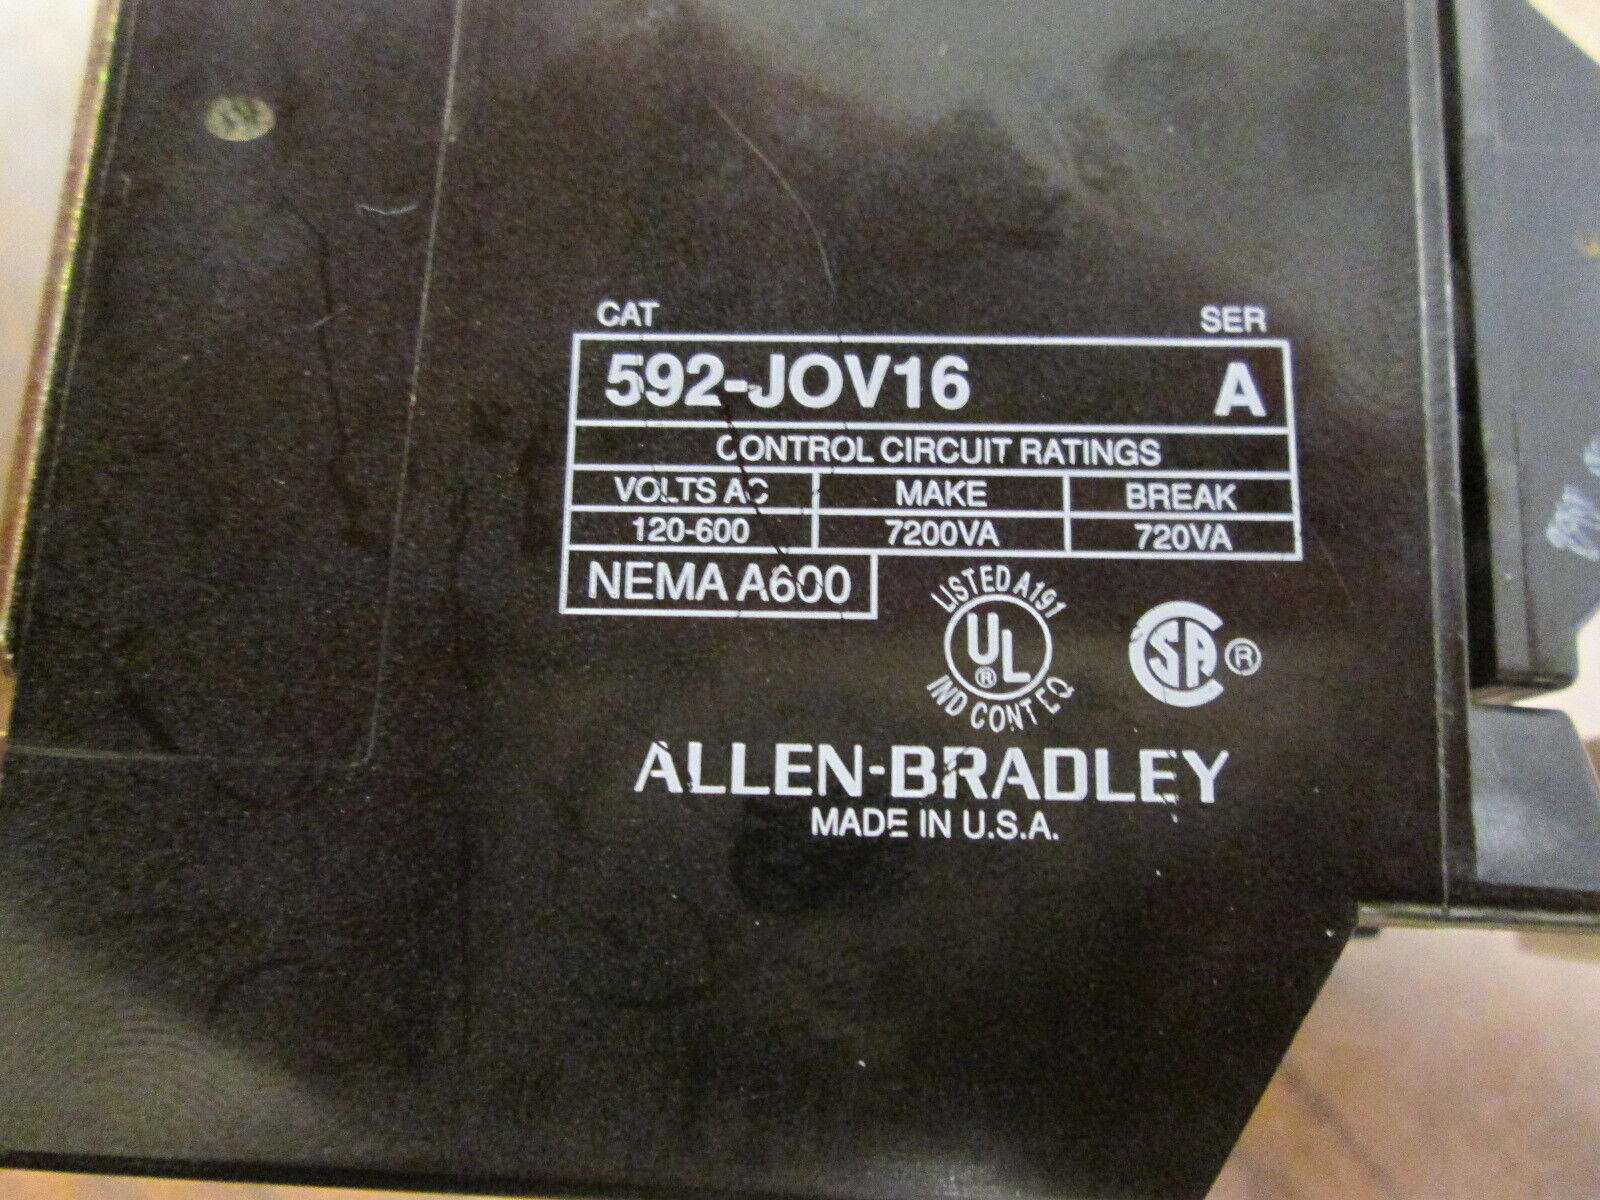 CAT SER
592-JOV16 A
CONTROL CIRCUIT RATINGS
VOLTS AC MAKE BREAK
120-600 7200VA 720VA
NEMA A600
LISTED A191
UL®
IND CONT EQ
CSA®
ALLEN-BRADLEY
MADE IN U.S.A.